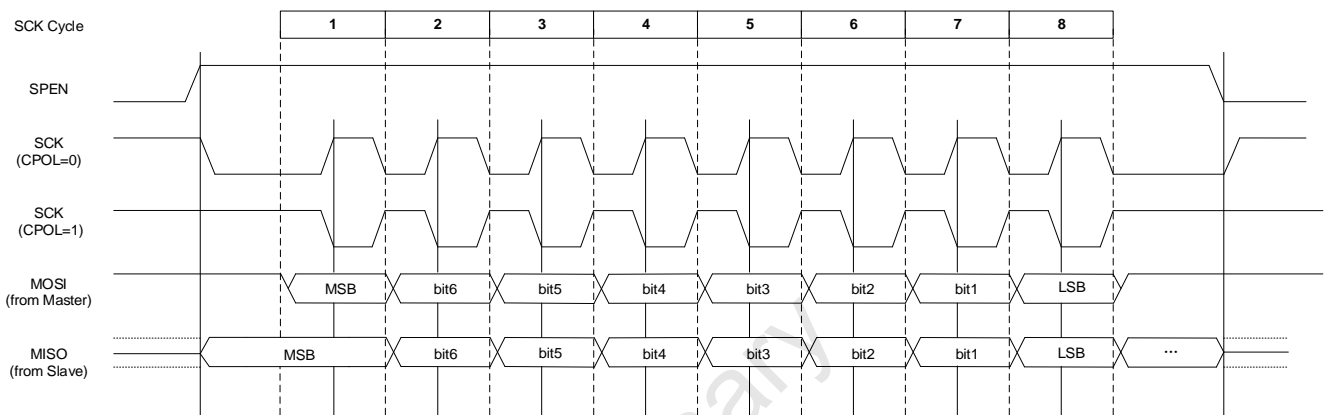 SCK Cycle 1 2 3 4 5 6 7 8
SPEN
SCK
(CPOL=0)
SCK
(CPOL=1)
MOSI
(from Master)
MSB bit6 bit5 bit4 bit3 bit2 bit1 LSB
MISO
(from Slave)
MSB bit6 bit5 bit4 bit3 bit2 bit1 LSB ...